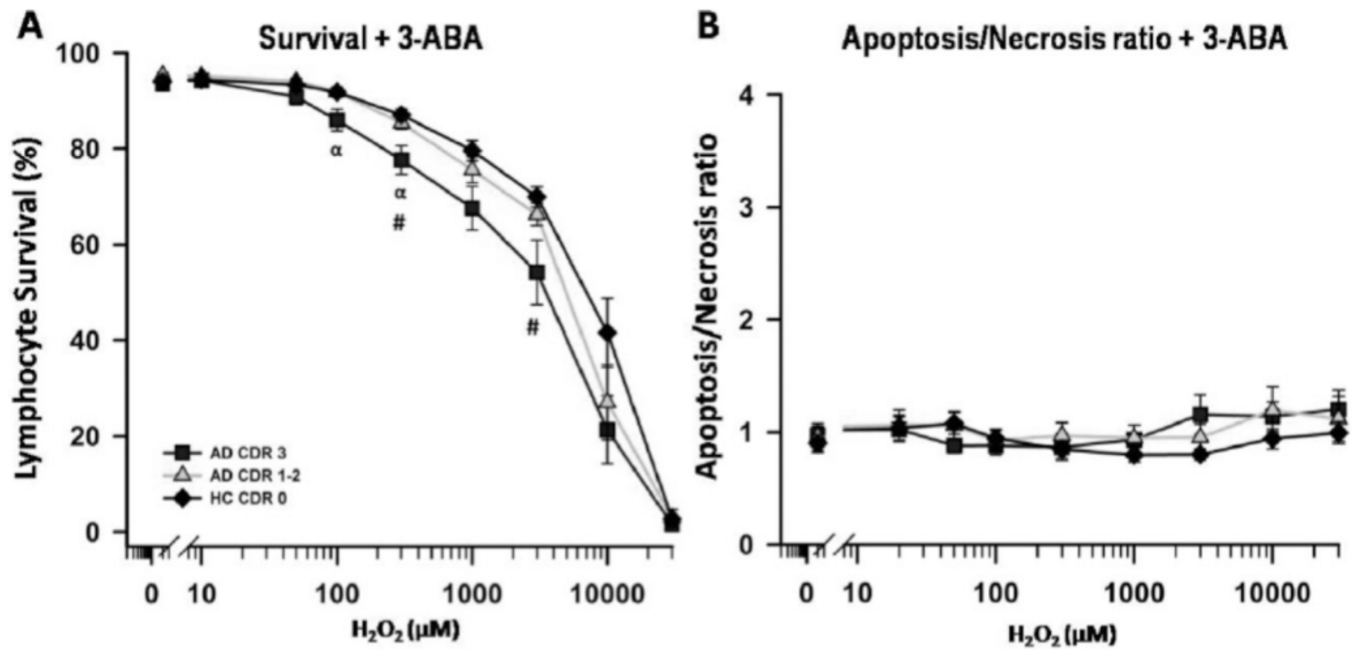 A
Survival + 3-ABA
Lymphocyte Survival (%)
100
80
60
40
20
0
α
α
#
#
AD CDR 3
AD CDR 1-2
HC CDR 0
0 10 100 1000 10000
H₂O₂ (µM)
B
Apoptosis/Necrosis ratio + 3-ABA
Apoptosis/Necrosis ratio
4
3
2
1
0
0 10 100 1000 10000
H₂O₂ (µM)